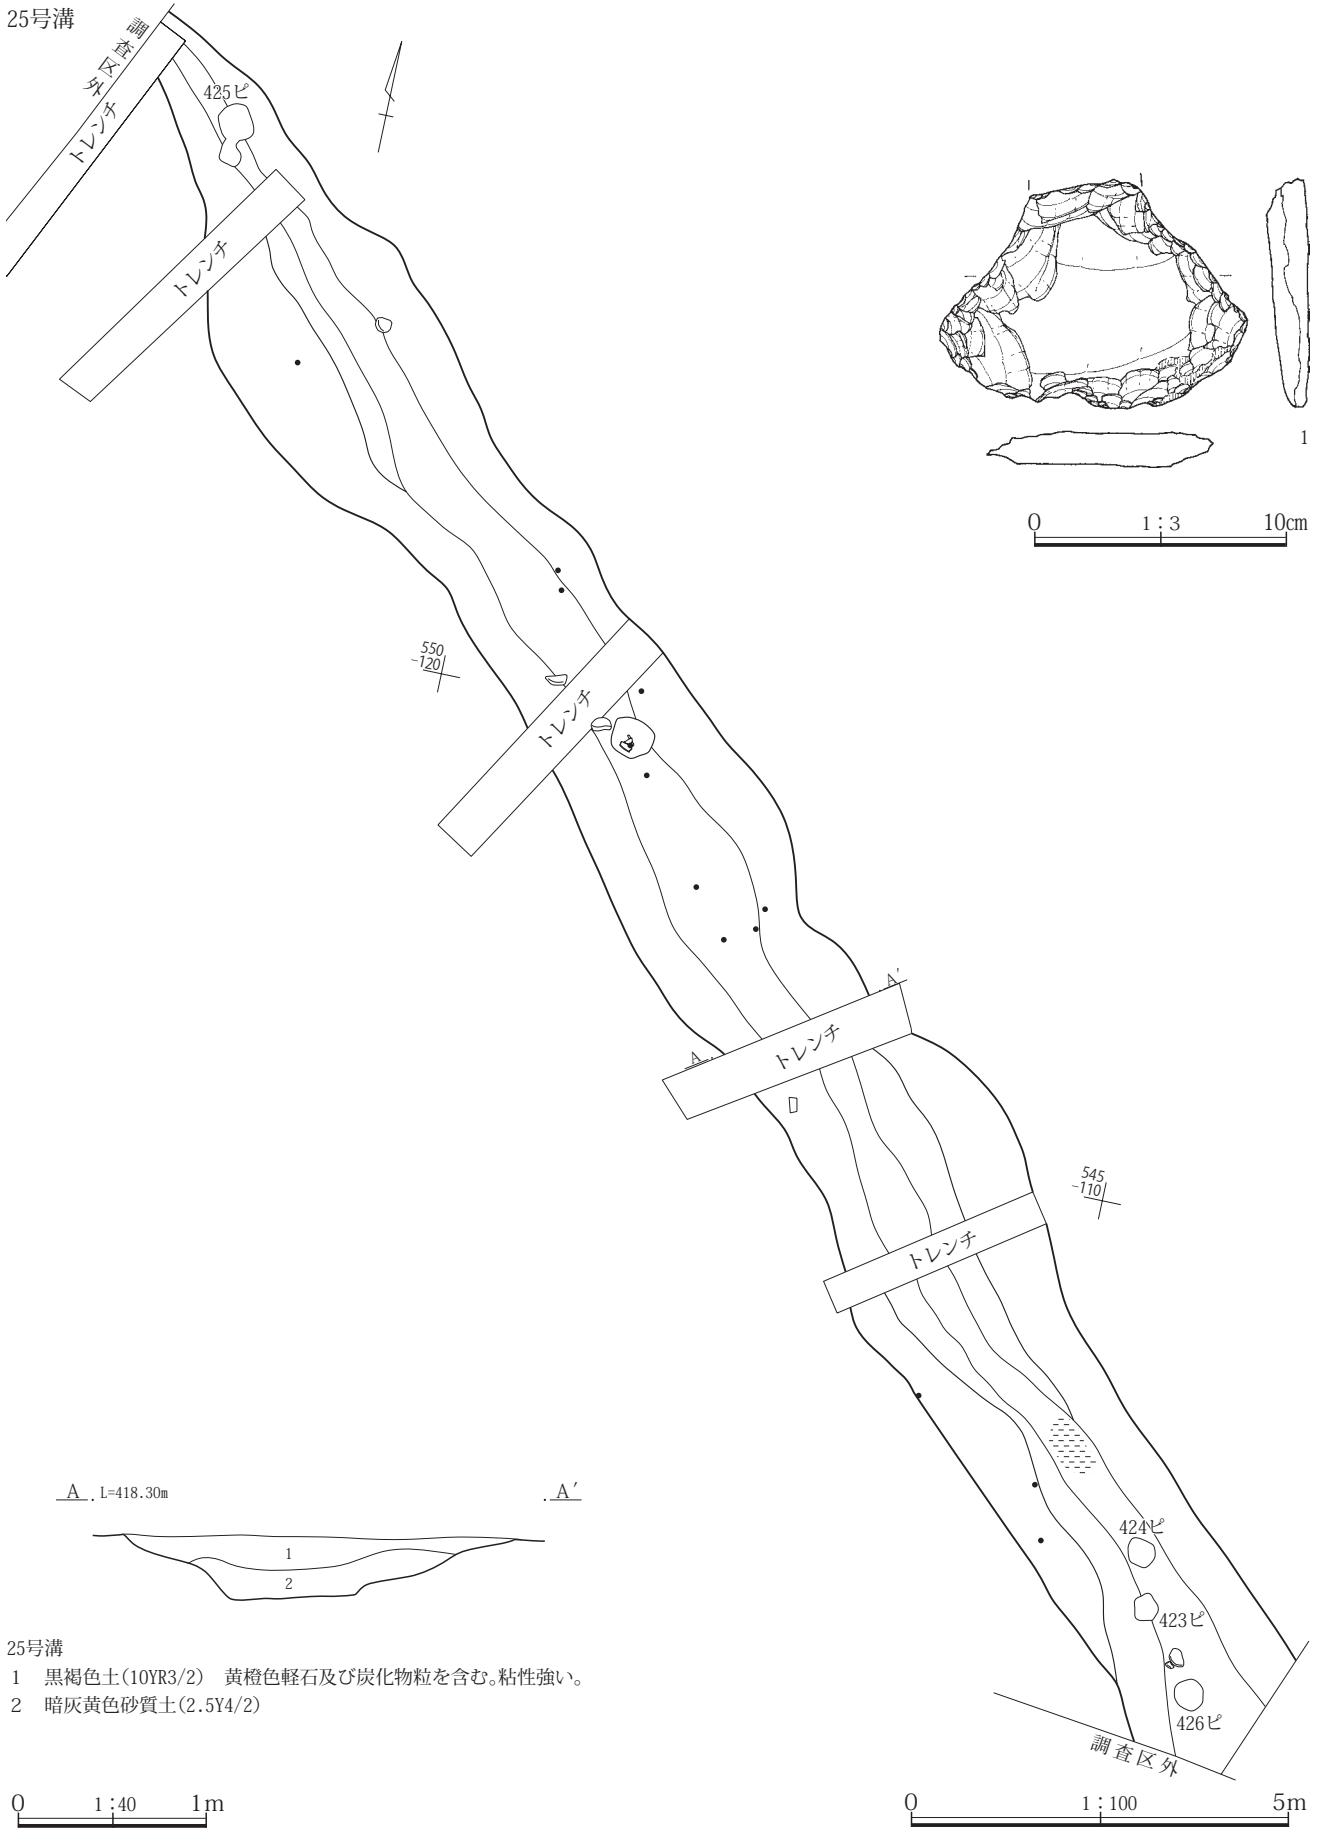 25号溝
調査区外
トレンチ
425ピ
トレンチ
1
0 1:3 10cm
550
-120
トレンチ
A A′
トレンチ
545
-110
トレンチ
A L=418.30m A′
1
2
424ピ
423ピ
426ピ
調査区外
25号溝
1 黒褐色土(10YR3/2) 黄橙色軽石及び炭化物粒を含む。粘性強い。
2 暗灰黄色砂質土(2.5Y4/2)
0 1:40 1m
0 1:100 5m